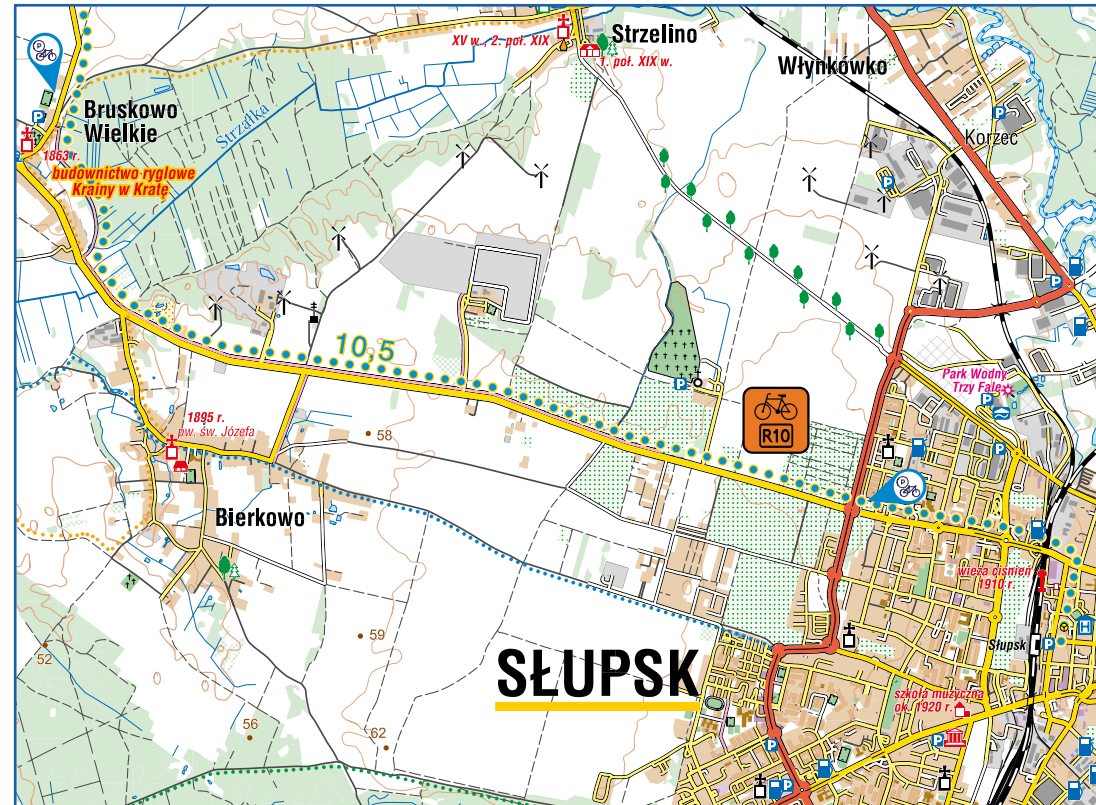 XV w., 2. poł. XIX
Strzelino
1. poł. XIX w.
Włynkówko
P
Bruskowo
Wielkie
P
Strzałka
P
Korzec
1863 r.
budownictwo ryglowe
Krainy w Kratę
P
P
10,5
P
Park Wodny
Trzy Fale
P
R10
1895 r.
pw. św. Józefa
58
P
P
Bierkowo
wieża ciśnień
1910 r.
59
52
H
Słupsk
P
SŁUPSK
szkoła muzyczna
ok. 1920 r.
56
62
P
P
P
P